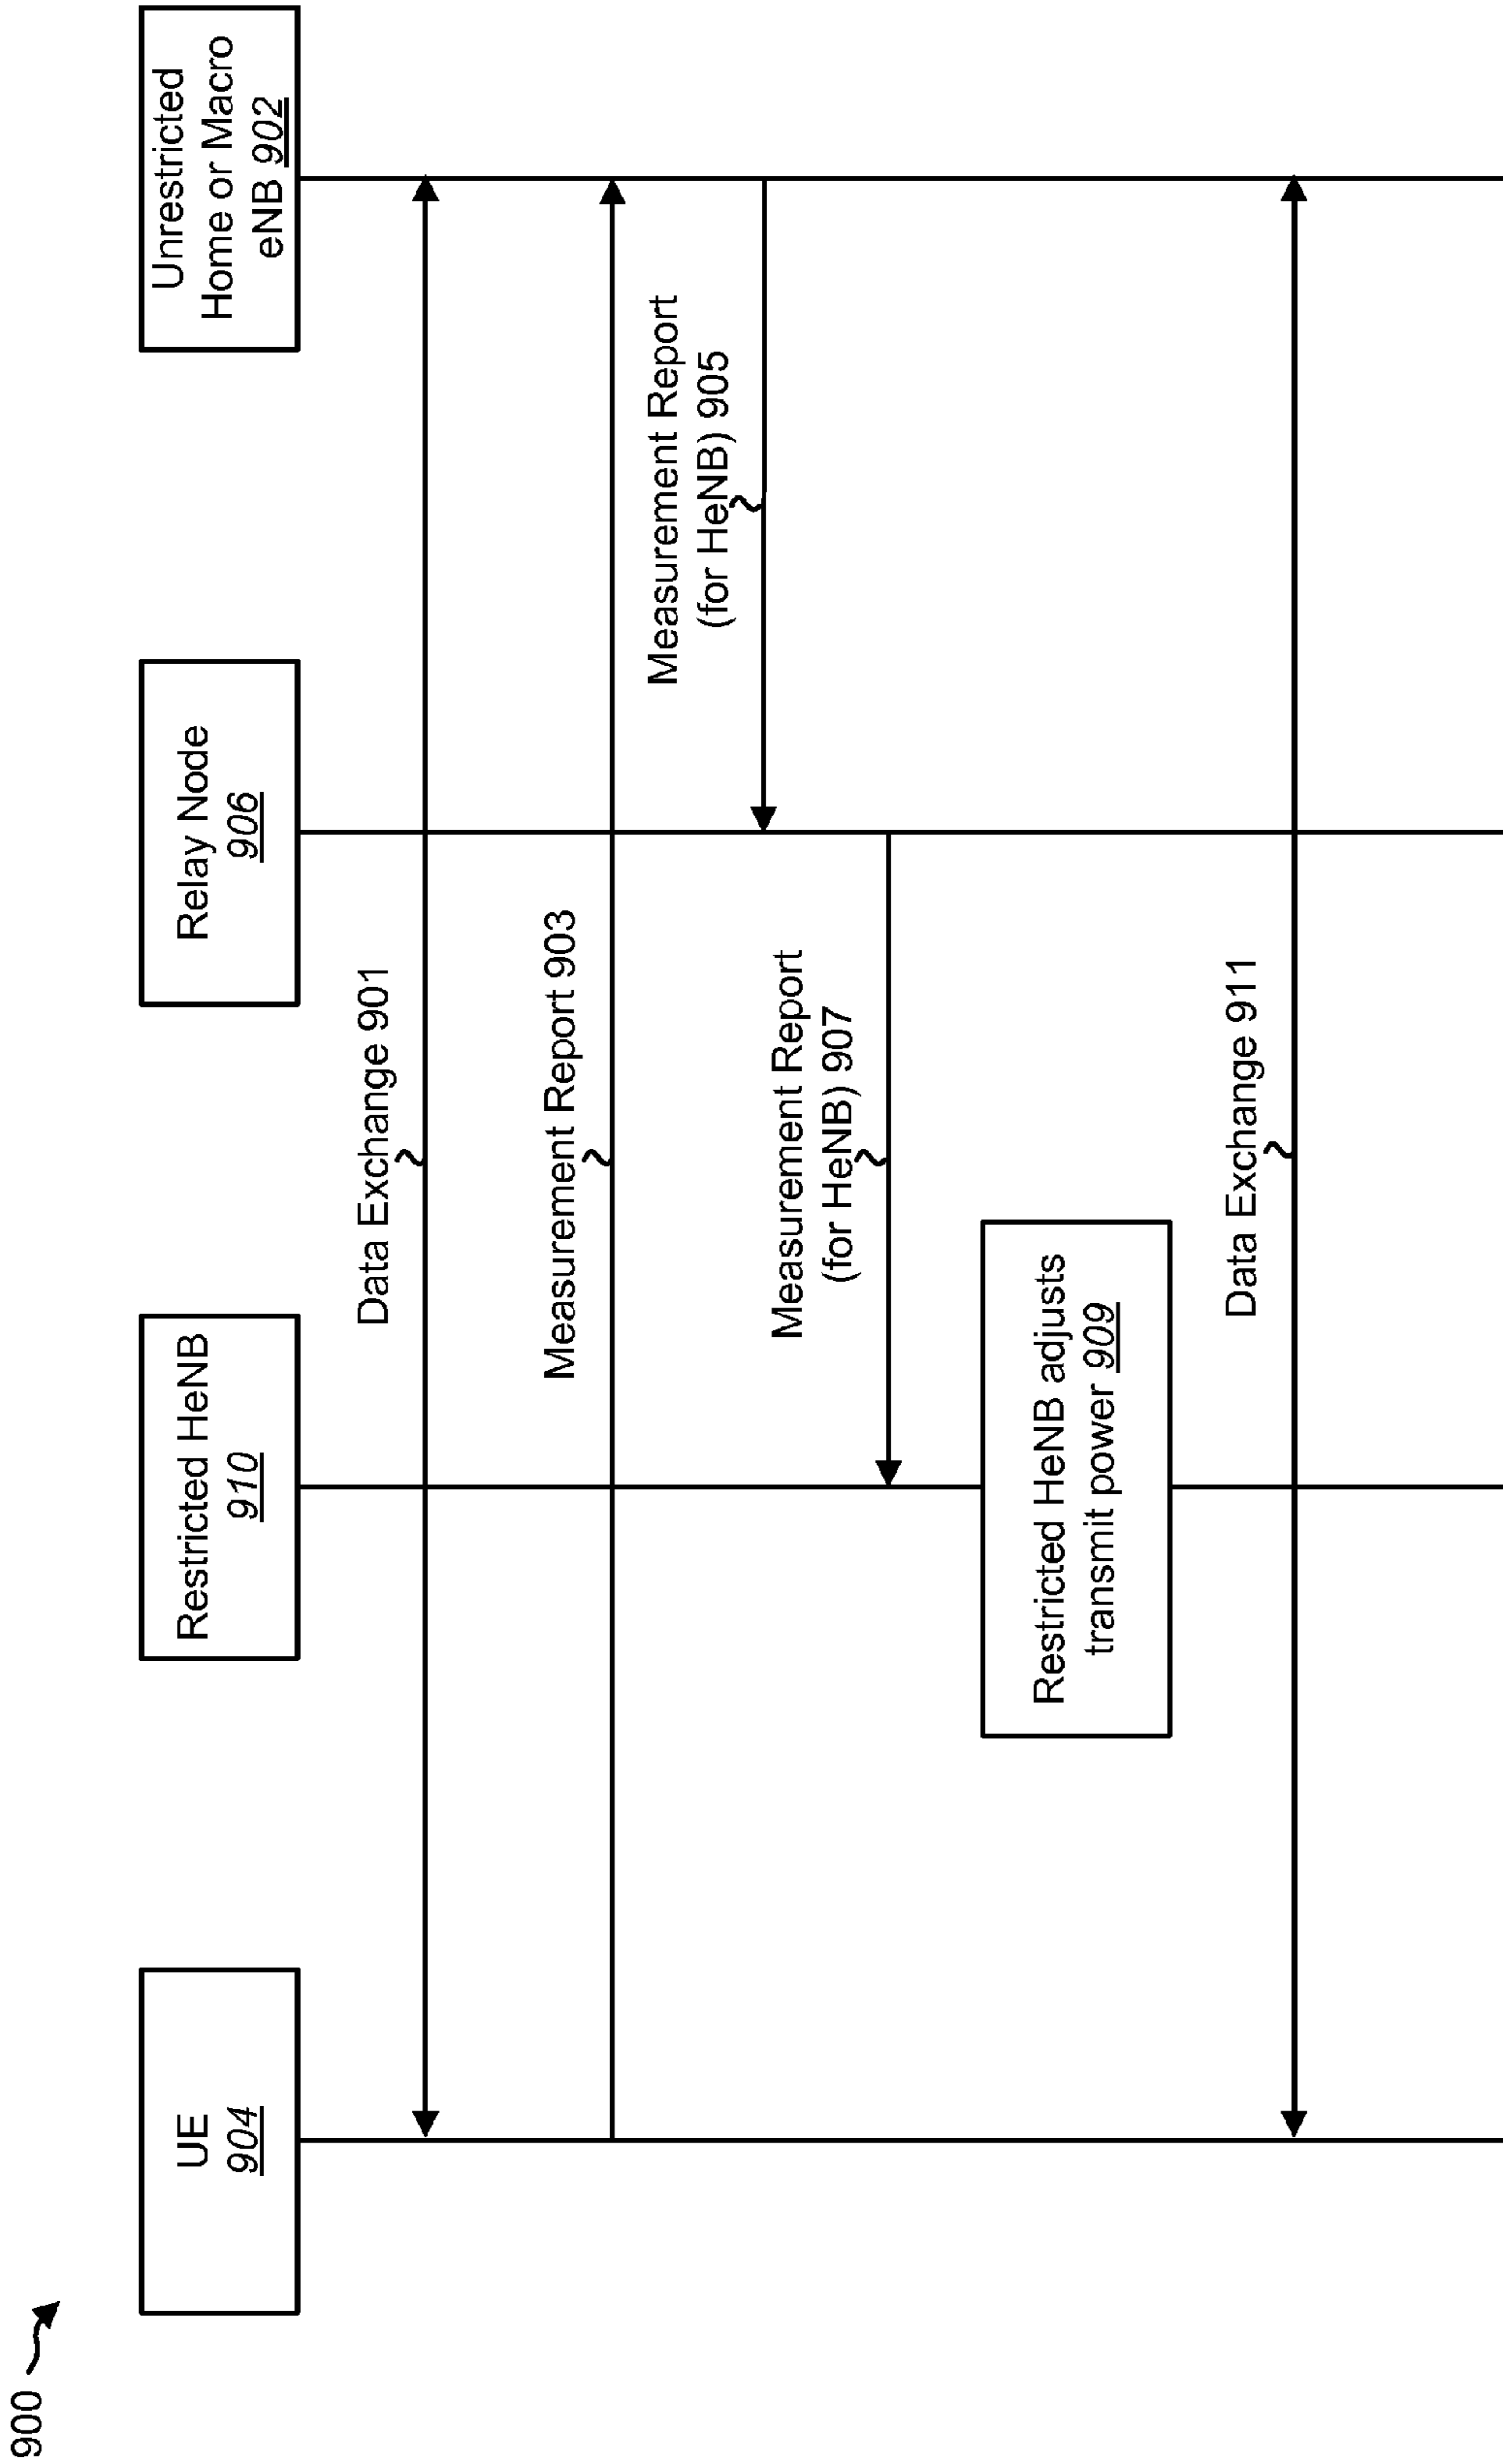 900
UE
904
Restricted HeNB
910
Relay Node
906
Unrestricted
Home or Macro
eNB 902
Data Exchange 901
Measurement Report 903
Measurement Report
(for HeNB) 905
Measurement Report
(for HeNB) 907
Restricted HeNB adjusts
transmit power 909
Data Exchange 911